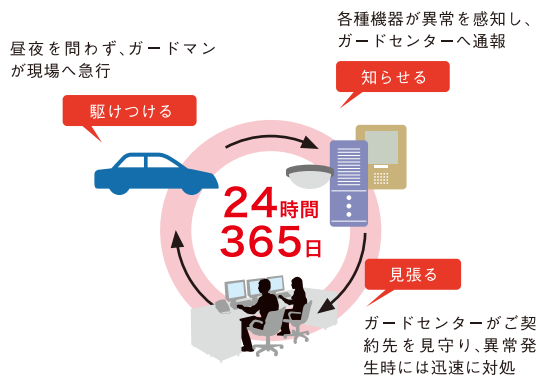 各種機器が異常を感知し、
ガードセンターへ通報
知らせる
昼夜を問わず、ガードマン
が現場へ急行
駆けつける
24時間
365日
見張る
ガードセンターがご契
約先を見守り、異常発
生時には迅速に対処